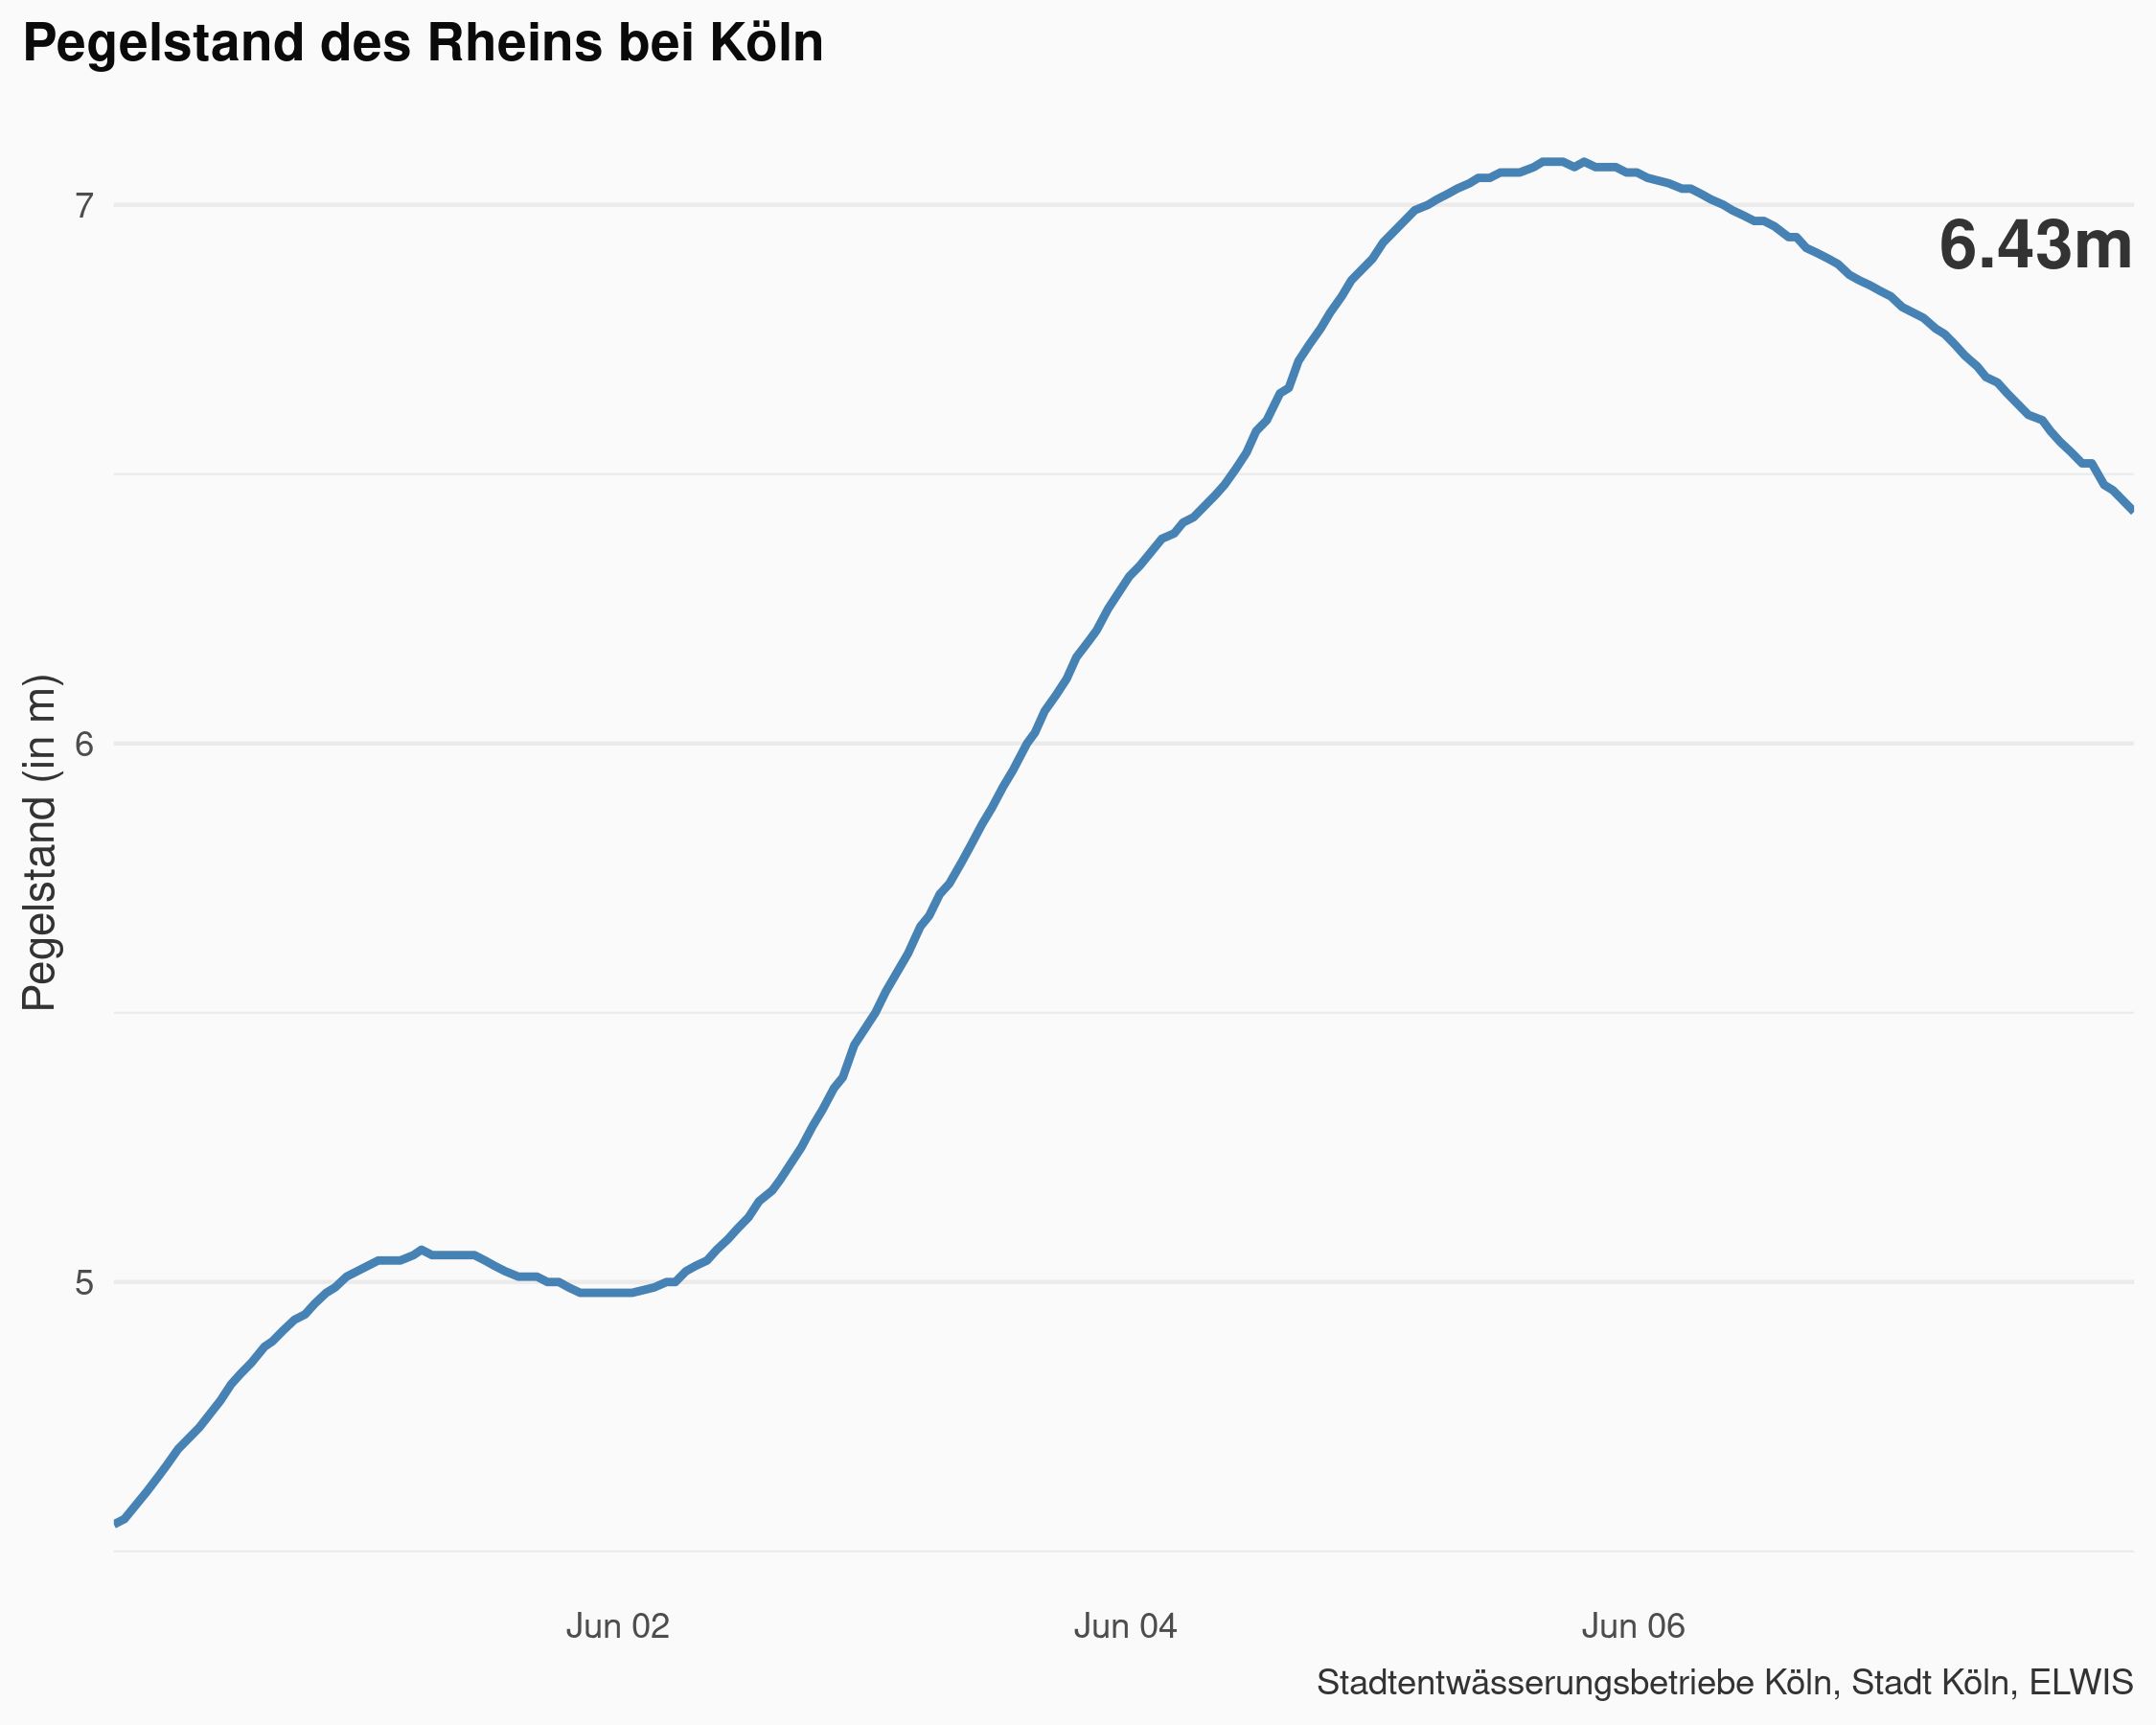 Pegelstand des Rheins bei Köln
7
6.43m
6
Pegelstand (in m)
5
Jun 02
Jun 04
Jun 06
Stadtentwässerungsbetriebe Köln, Stadt Köln, ELWIS